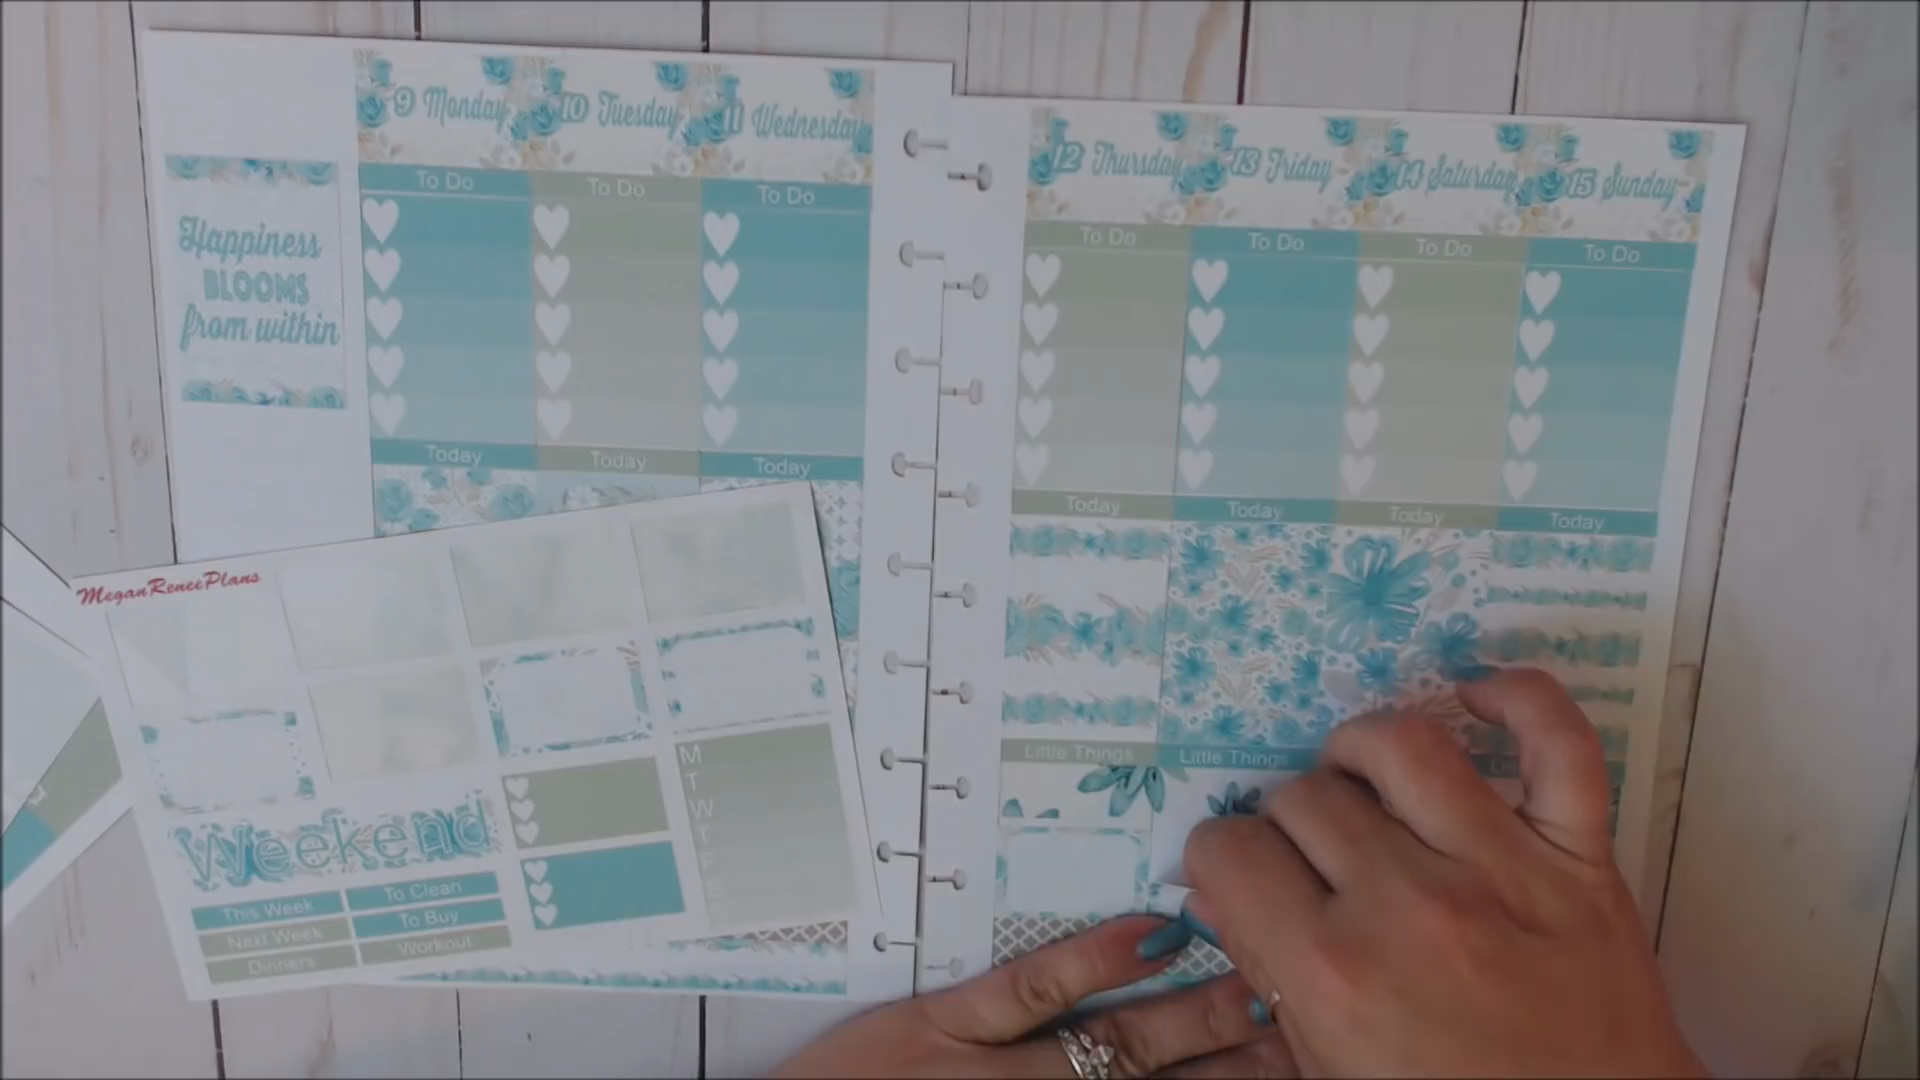 9 Monday
10 Tuesday
11 Wednesday
12 Thursday
13 Friday
14 Saturday
15 Sunday
To Do
To Do
To Do
To Do
To Do
To Do
To Do
Happiness
BLOOMS
from within
Today
Today
Today
Today
Today
Today
Today
MeganReneePlans
Little Things
Little Things
Weekend
M
T
W
T
F
This Week
To Clean
Next Week
To Buy
Dinners
Workout